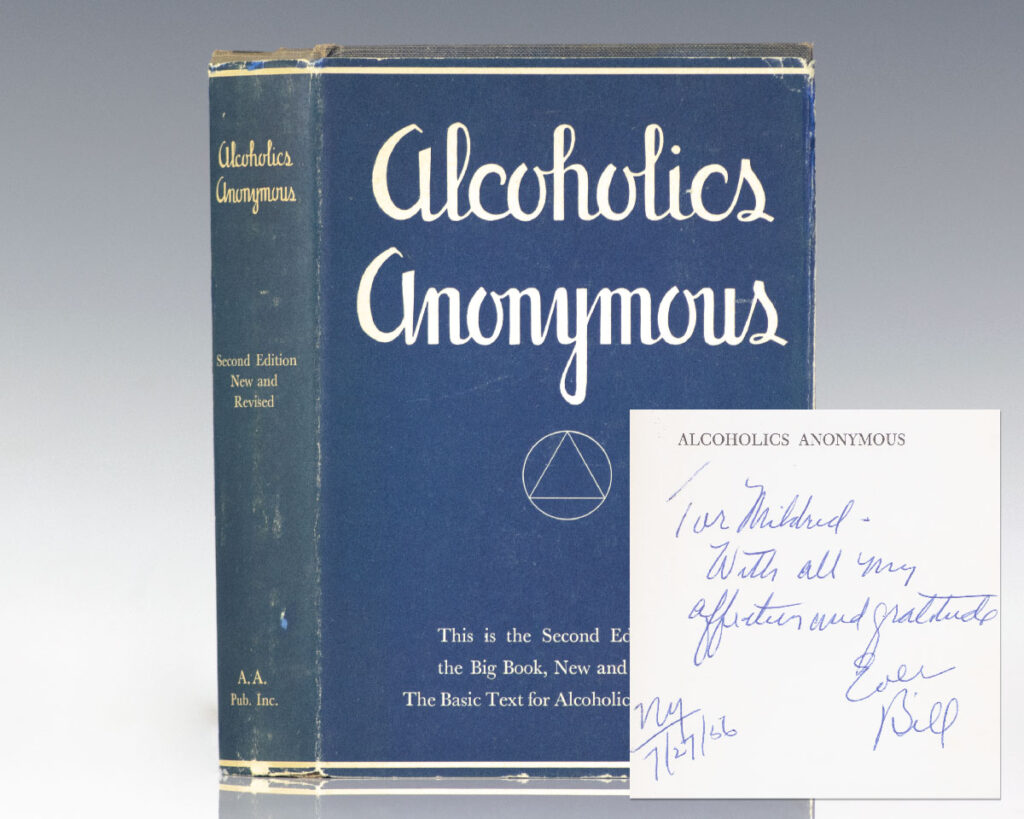 Alcoholics
Anonymous
Second Edition
New and
Revised
A.A.
Pub. Inc.
Alcoholics
Anonymous
This is the Second Ed
the Big Book, New and
The Basic Text for Alcoholic
ALCOHOLICS ANONYMOUS
For Mildred -
With all my
affection and gratitude
Ever
Bill
NY
7/27/56